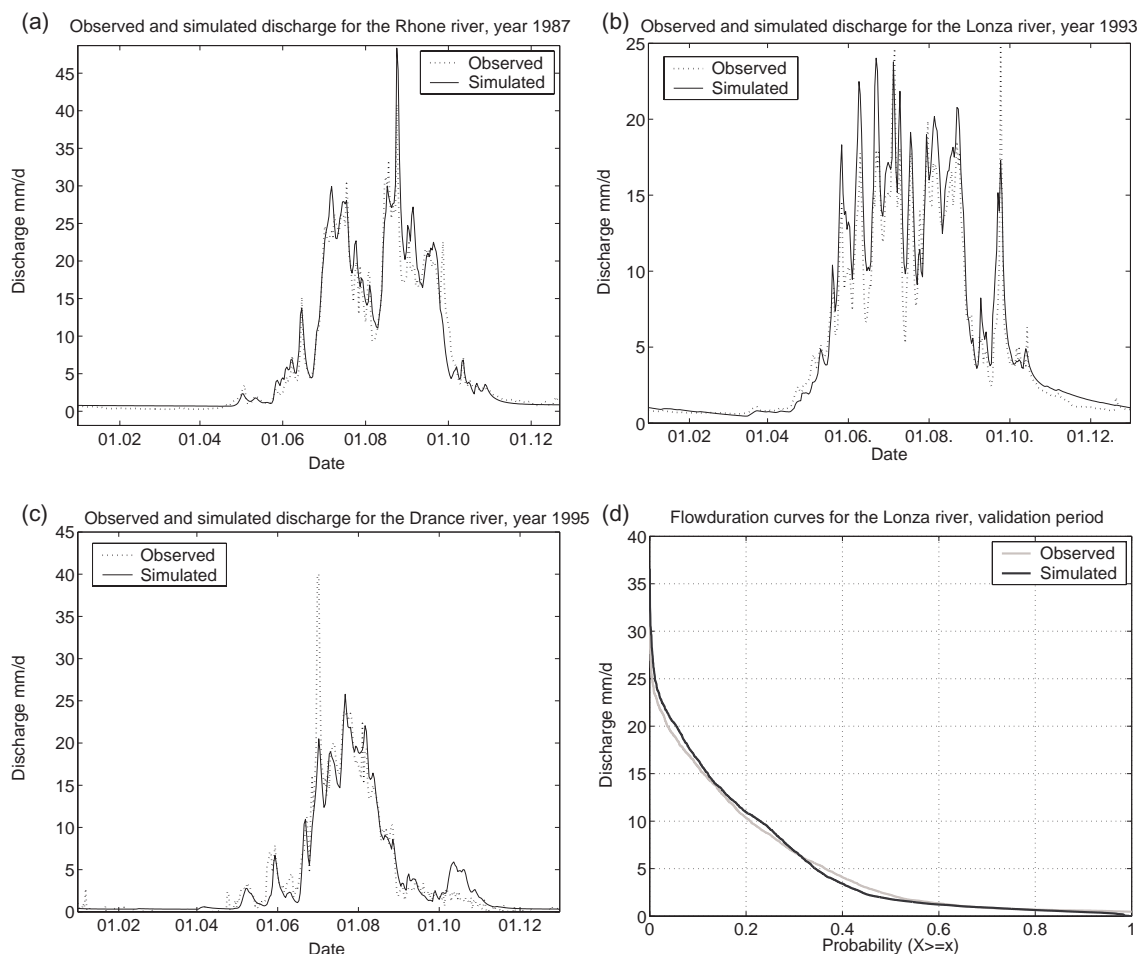 (a)
Observed and simulated discharge for the Rhone river, year 1987
Observed
Simulated
45
40
35
30
25
20
15
10
5
0
Discharge mm/d
01.02 01.04 01.06 01.08 01.10 01.12
Date
(b)
Observed and simulated discharge for the Lonza river, year 1993
Observed
Simulated
25
20
15
10
5
0
Discharge mm/d
01.02 01.04 01.06. 01.08. 01.10. 01.12.
Date
(c)
Observed and simulated discharge for the Drance river, year 1995
Observed
Simulated
45
40
35
30
25
20
15
10
5
0
Discharge mm/d
01.02 01.04 01.06 01.08 01.10 01.12
Date
(d)
Flowduration curves for the Lonza river, validation period
Observed
Simulated
40
35
30
25
20
15
10
5
0
Discharge mm/d
0 0.2 0.4 0.6 0.8 1
Probability (X>=x)